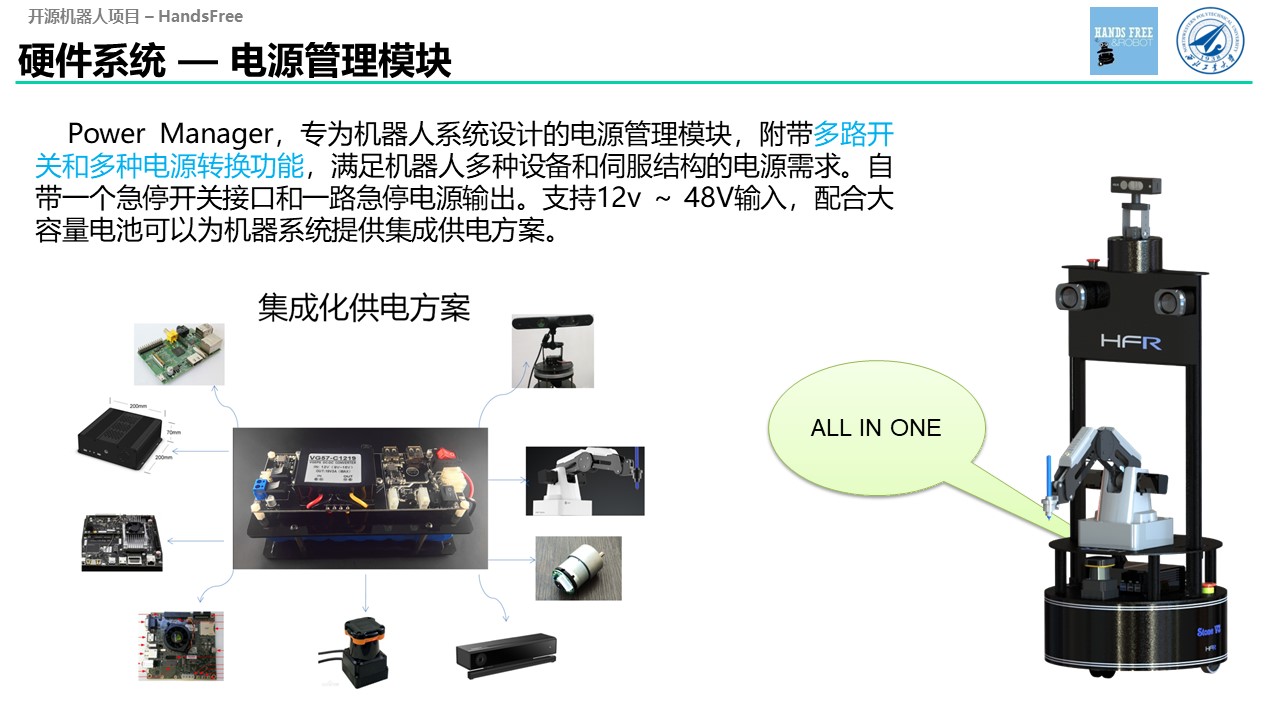 开源机器人项目 – HandsFree
硬件系统 — 电源管理模块
HANDS FREE
&ROBOT
Power Manager，专为机器人系统设计的电源管理模块，附带多路开
关和多种电源转换功能，满足机器人多种设备和伺服结构的电源需求。自
带一个急停开关接口和一路急停电源输出。支持12v ~ 48V输入，配合大
容量电池可以为机器系统提供集成供电方案。
集成化供电方案
200mm
70mm
200mm
VG57-C1219
ALL IN ONE
HFR